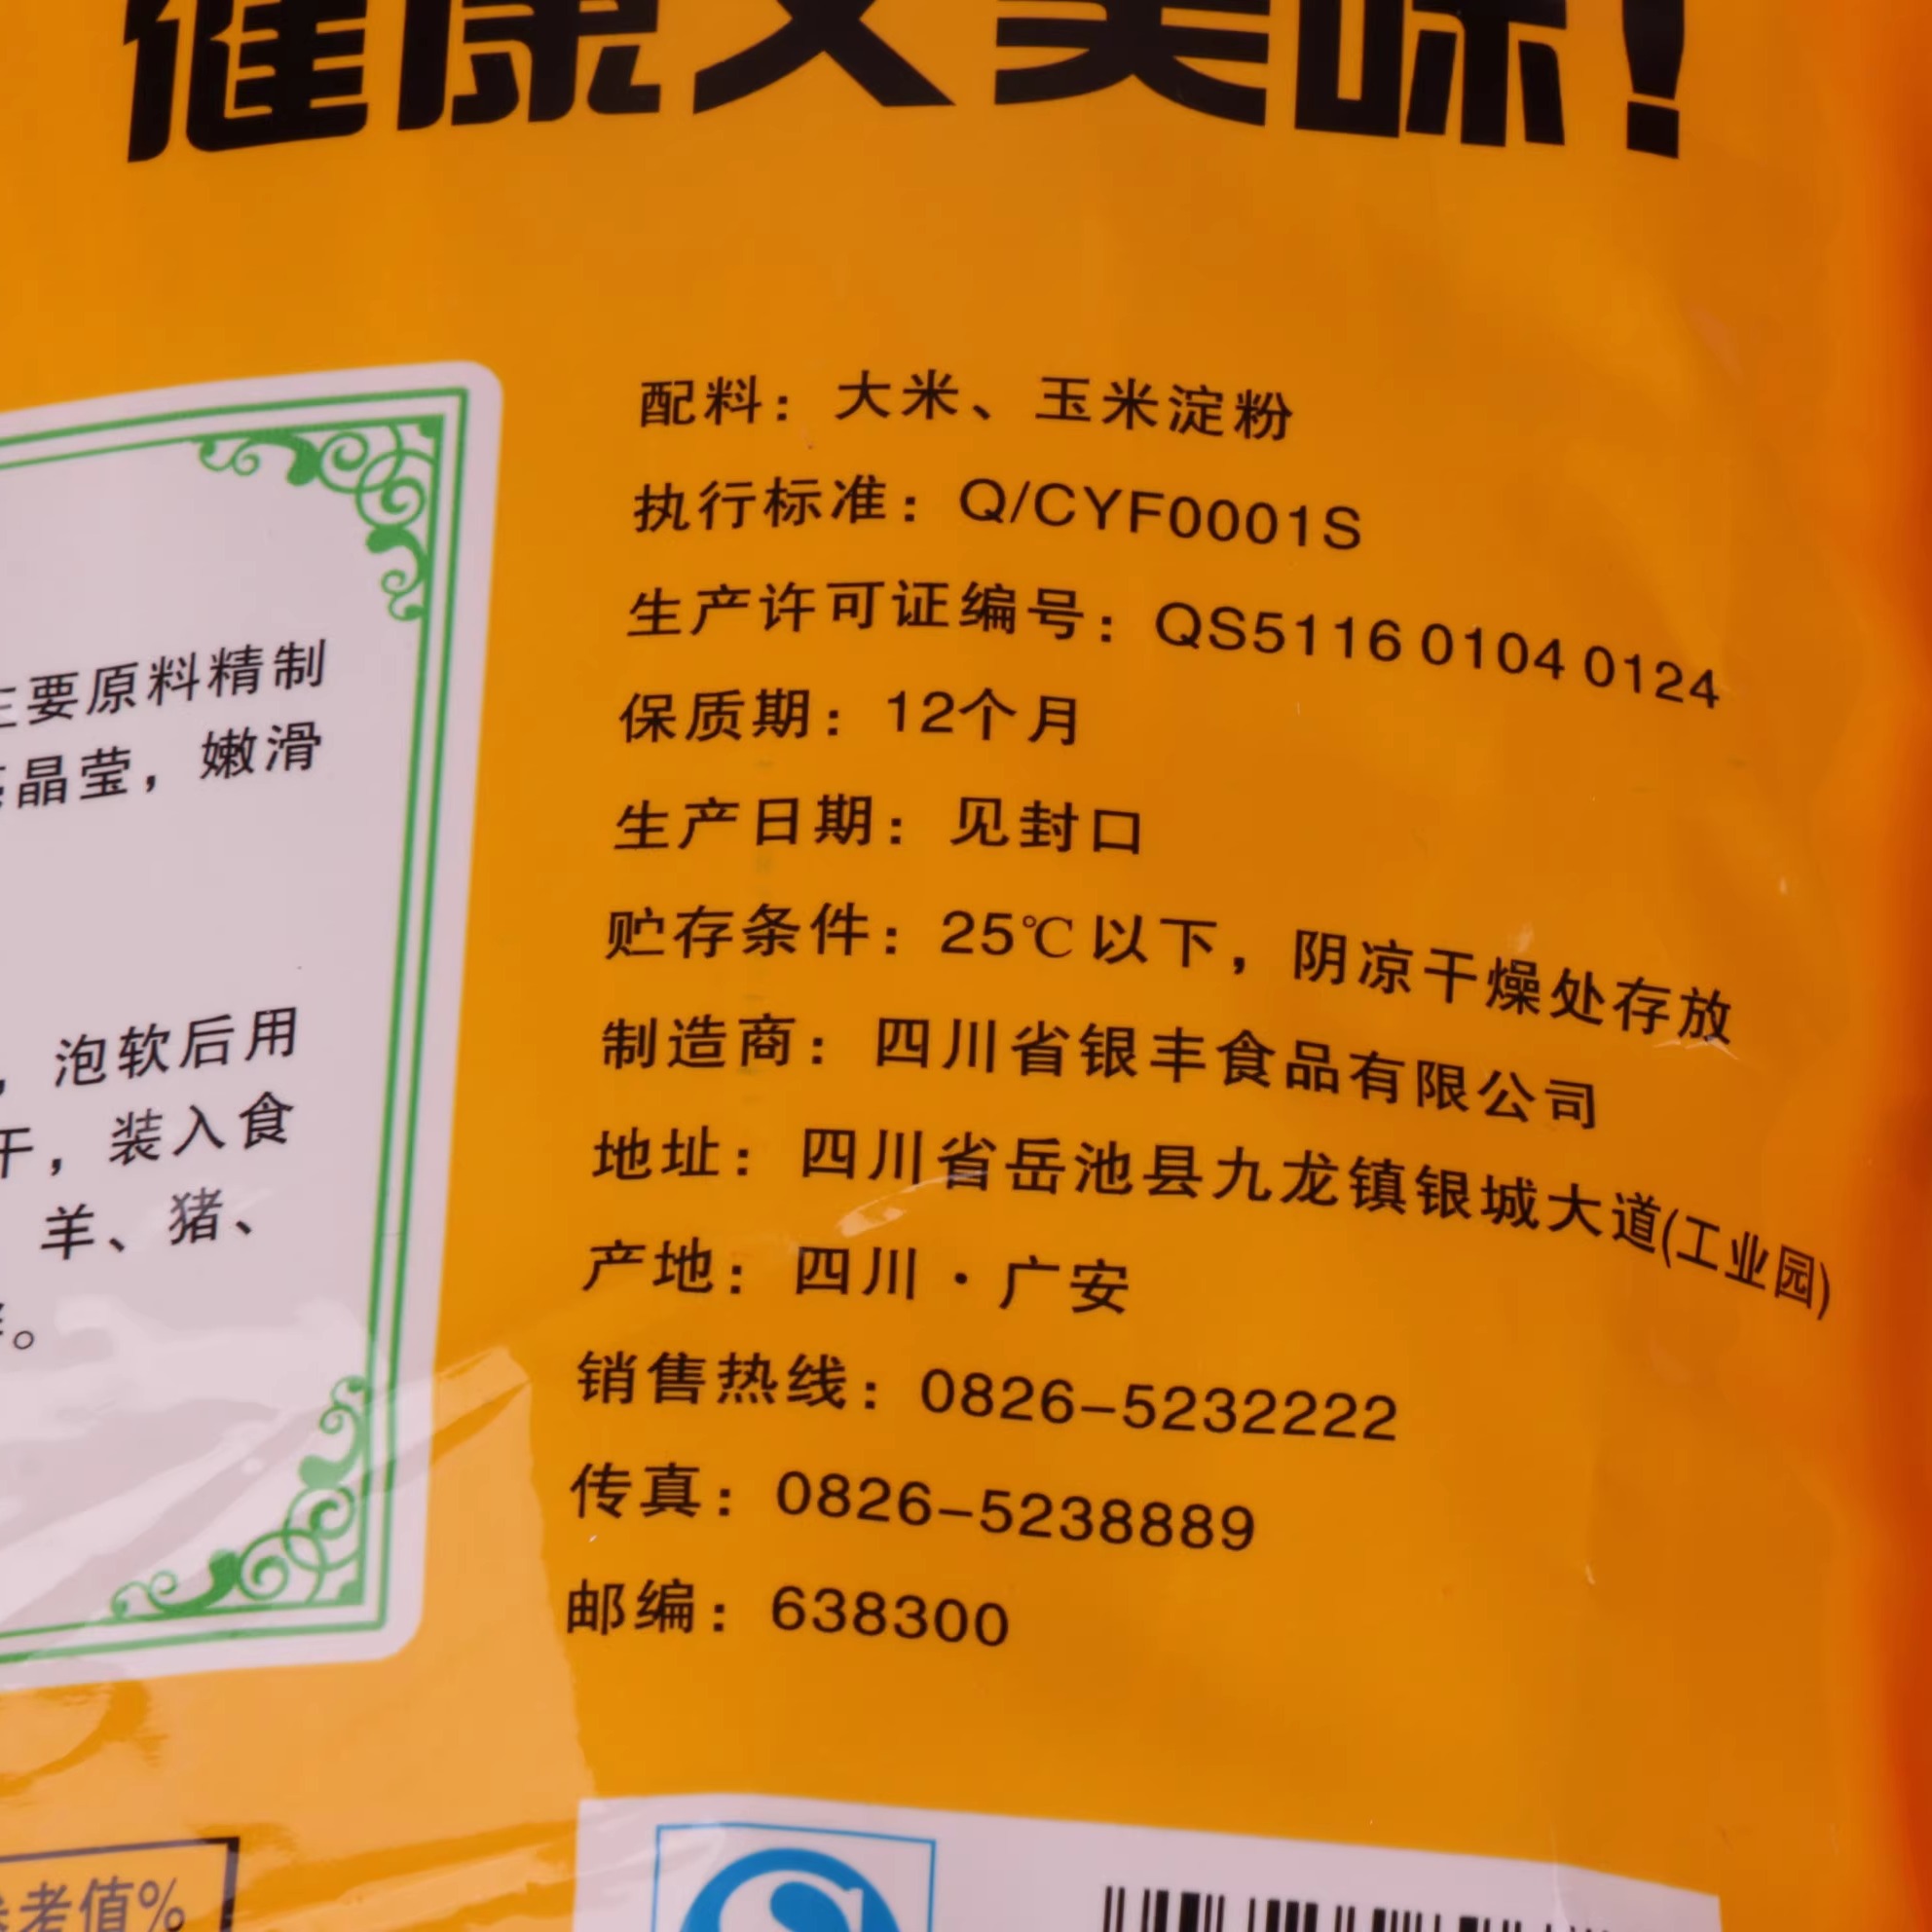 健康又美味！
主要原料精制
晶莹，嫩滑
，泡软后用
干，装入食
羊、猪、
。
配料：大米、玉米淀粉
执行标准：Q/CYF0001S
生产许可证编号：QS5116 0104 0124
保质期：12个月
生产日期：见封口
贮存条件：25℃以下，阴凉干燥处存放
制造商：四川省银丰食品有限公司
地址：四川省岳池县九龙镇银城大道(工业园)
产地：四川·广安
销售热线：0826-5232222
传真：0826-5238889
邮编：638300
考值%